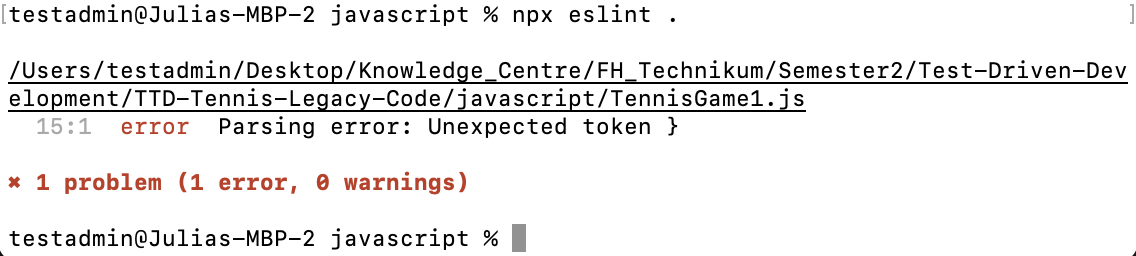 [testadmin@Julias-MBP-2 javascript % npx eslint . ]
/Users/testadmin/Desktop/Knowledge_Centre/FH_Technikum/Semester2/Test-Driven-Dev
elopment/TTD-Tennis-Legacy-Code/javascript/TennisGame1.js
15:1 error Parsing error: Unexpected token }
✖ 1 problem (1 error, 0 warnings)
testadmin@Julias-MBP-2 javascript %